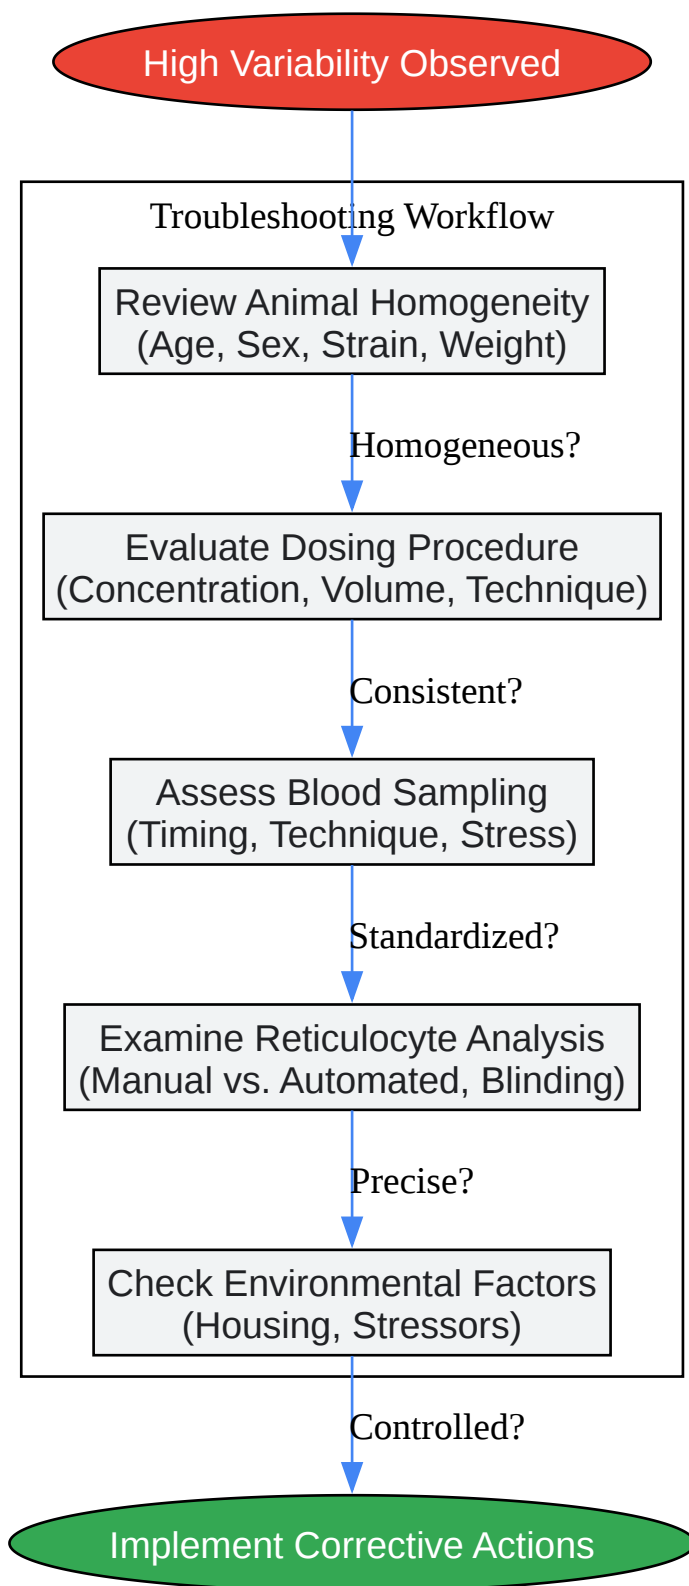 High Variability Observed
Troubleshooting Workflow
Review Animal Homogeneity
(Age, Sex, Strain, Weight)
Homogeneous?
Evaluate Dosing Procedure
(Concentration, Volume, Technique)
Consistent?
Assess Blood Sampling
(Timing, Technique, Stress)
Standardized?
Examine Reticulocyte Analysis
(Manual vs. Automated, Blinding)
Precise?
Check Environmental Factors
(Housing, Stressors)
Controlled?
Implement Corrective Actions